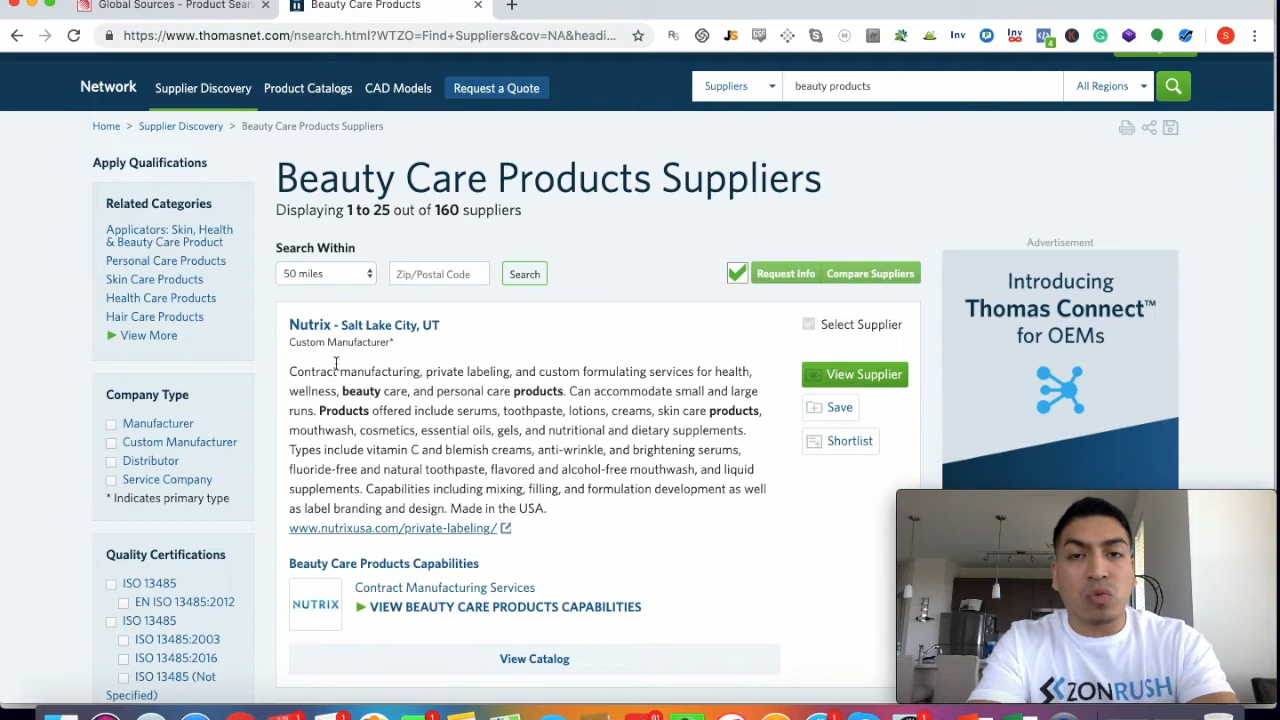 Global Sources – Product Sear
Beauty Care Products
https://www.thomasnet.com/nsearch.html?WTZO=Find+Suppliers&cov=NA&headi...
Network
Supplier Discovery
Product Catalogs
CAD Models
Request a Quote
Suppliers
beauty products
All Regions
Home > Supplier Discovery > Beauty Care Products Suppliers
Apply Qualifications
Related Categories
Applicators: Skin, Health
& Beauty Care Product
Personal Care Products
Skin Care Products
Health Care Products
Hair Care Products
View More
Company Type
Manufacturer
Custom Manufacturer
Distributor
Service Company
* Indicates primary type
Quality Certifications
ISO 13485
EN ISO 13485:2012
ISO 13485
ISO 13485:2003
ISO 13485:2016
ISO 13485 (Not
Specified)
Beauty Care Products Suppliers
Displaying 1 to 25 out of 160 suppliers
Search Within
50 miles
Zip/Postal Code
Search
Request Info
Compare Suppliers
Nutrix - Salt Lake City, UT
Custom Manufacturer*
Select Supplier
Contract manufacturing, private labeling, and custom formulating services for health,
wellness, beauty care, and personal care products. Can accommodate small and large
runs. Products offered include serums, toothpaste, lotions, creams, skin care products,
mouthwash, cosmetics, essential oils, gels, and nutritional and dietary supplements.
Types include vitamin C and blemish creams, anti-wrinkle, and brightening serums,
fluoride-free and natural toothpaste, flavored and alcohol-free mouthwash, and liquid
supplements. Capabilities including mixing, filling, and formulation development as well
as label branding and design. Made in the USA.
www.nutrixusa.com/private-labeling/
View Supplier
Save
Shortlist
Beauty Care Products Capabilities
NUTRIX
Contract Manufacturing Services
VIEW BEAUTY CARE PRODUCTS CAPABILITIES
View Catalog
Advertisement
Introducing
Thomas Connect™
for OEMs
ZONRUSH